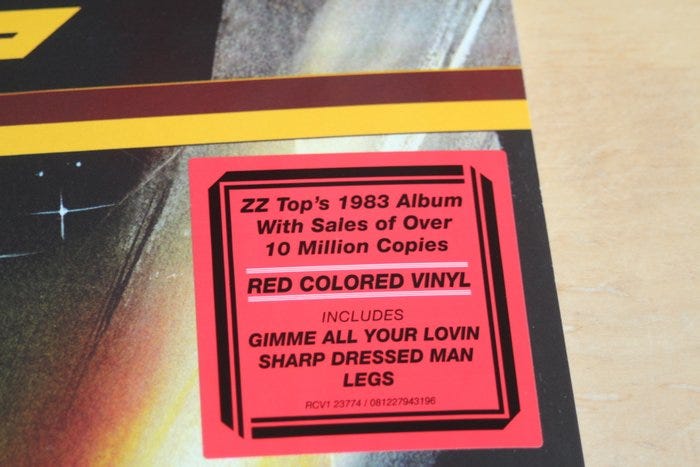 ZZ Top's 1983 Album
With Sales of Over
10 Million Copies
RED COLORED VINYL
INCLUDES
GIMME ALL YOUR LOVIN
SHARP DRESSED MAN
LEGS
RCV1 23774 / 081227943196